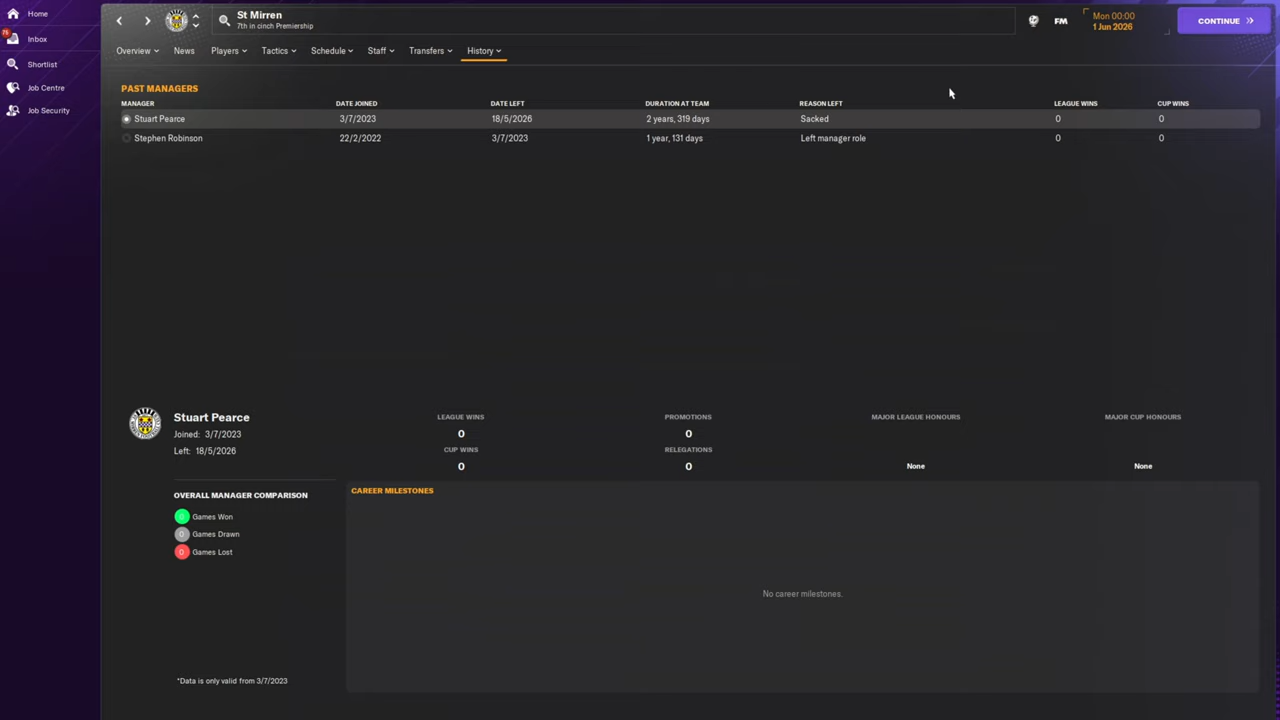 Home
St Mirren
7th in cinch Premiership
FM
Mon 00:00
1 Jun 2026
CONTINUE
Inbox
Shortlist
Job Centre
Job Security
Overview
News
Players
Tactics
Schedule
Staff
Transfers
History
PAST MANAGERS
MANAGER DATE JOINED DATE LEFT DURATION AT TEAM REASON LEFT LEAGUE WINS CUP WINS
Stuart Pearce 3/7/2023 18/5/2026 2 years, 319 days Sacked 0 0
Stephen Robinson 22/2/2022 3/7/2023 1 year, 131 days Left manager role 0 0
Stuart Pearce
Joined: 3/7/2023
Left: 18/5/2026
LEAGUE WINS
0
CUP WINS
0
PROMOTIONS
0
RELEGATIONS
0
MAJOR LEAGUE HONOURS
None
MAJOR CUP HONOURS
None
OVERALL MANAGER COMPARISON
0 Games Won
0 Games Drawn
0 Games Lost
*Data is only valid from 3/7/2023
CAREER MILESTONES
No career milestones.